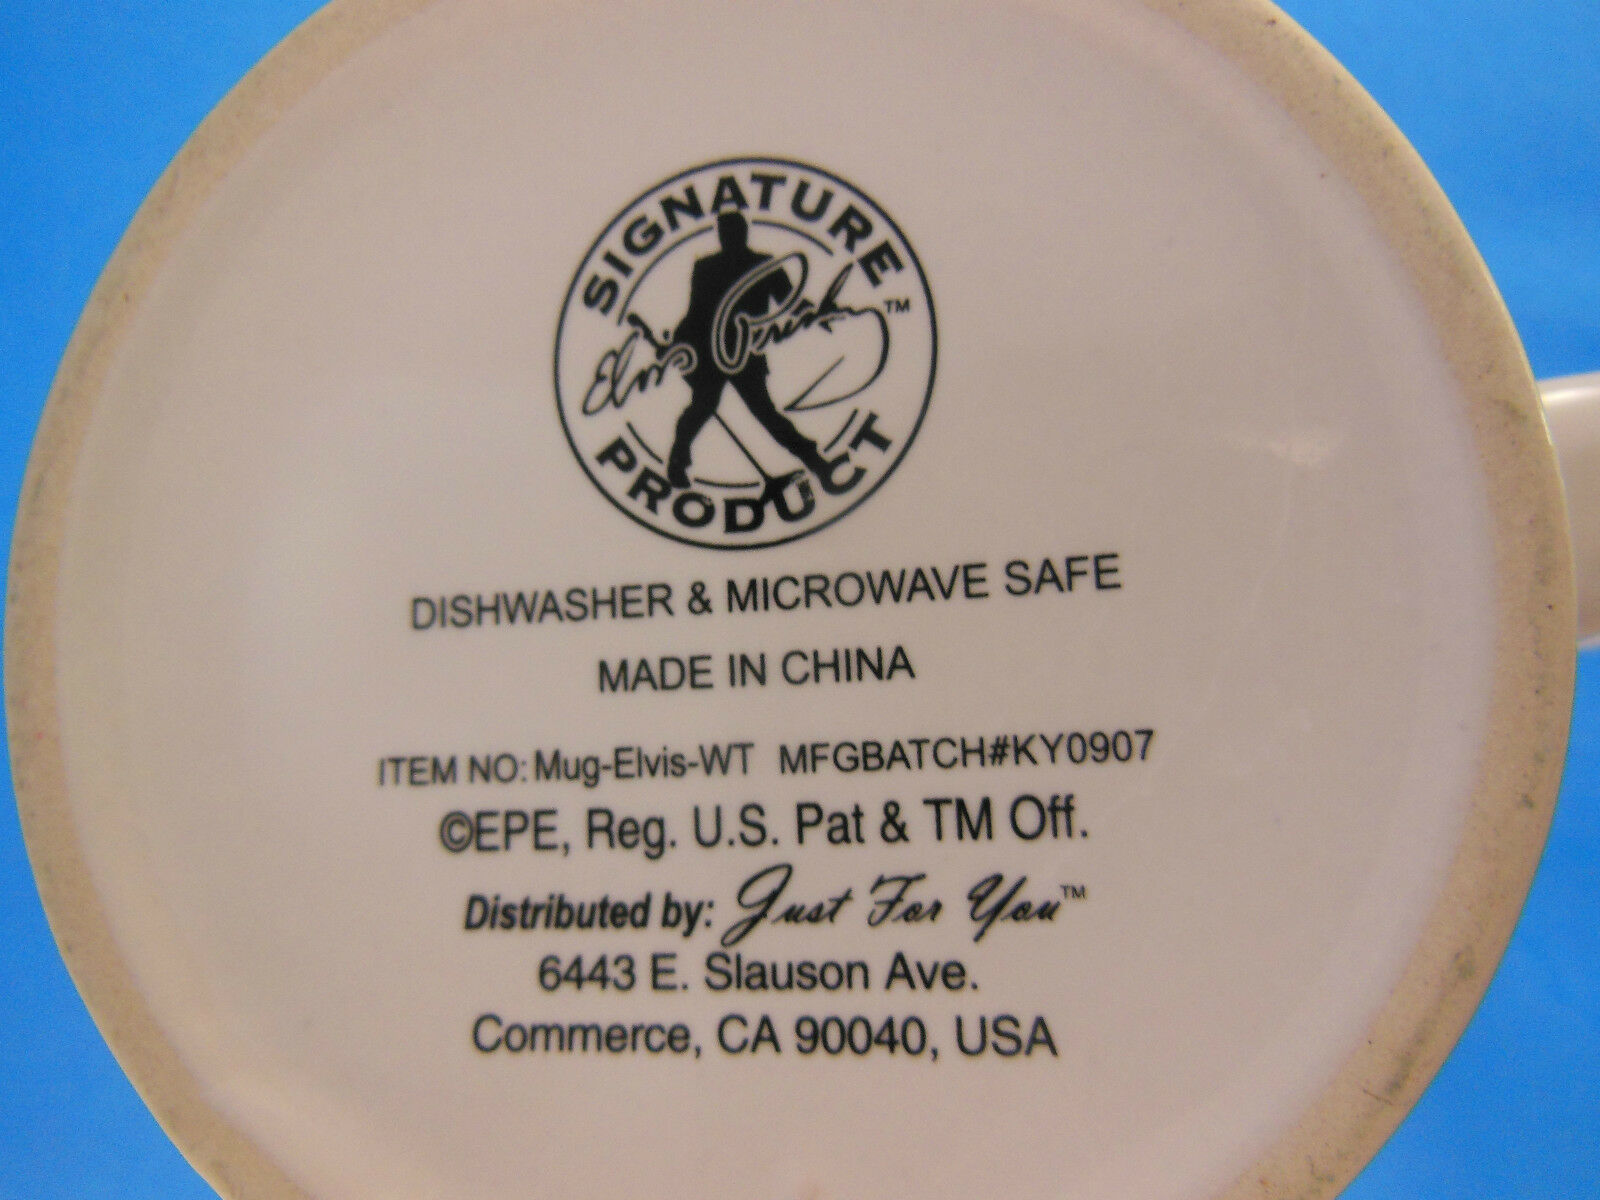 SIGNATURE
Elvis Presley™
PRODUCT
DISHWASHER & MICROWAVE SAFE
MADE IN CHINA
ITEM NO: Mug-Elvis-WT MFGBATCH#KY0907
©EPE, Reg. U.S. Pat & TM Off.
Distributed by: Just For You™
6443 E. Slauson Ave.
Commerce, CA 90040, USA